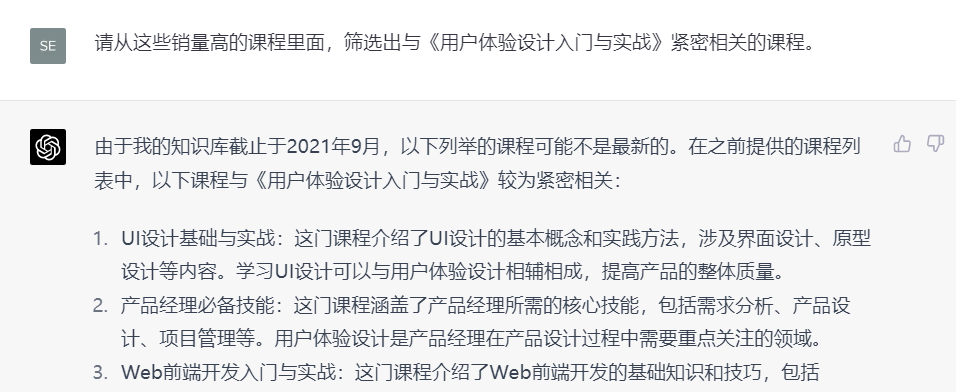 SE
请从这些销量高的课程里面，筛选出与《用户体验设计入门与实战》紧密相关的课程。
由于我的知识库截止于2021年9月，以下列举的课程可能不是最新的。在之前提供的课程列
表中，以下课程与《用户体验设计入门与实战》较为紧密相关：
1. UI设计基础与实战：这门课程介绍了UI设计的基本概念和实践方法，涉及界面设计、原型
设计等内容。学习UI设计可以与用户体验设计相辅相成，提高产品的整体质量。
2. 产品经理必备技能：这门课程涵盖了产品经理所需的核心技能，包括需求分析、产品设
计、项目管理等。用户体验设计是产品经理在产品设计过程中需要重点关注的领域。
3. Web前端开发入门与实战：这门课程介绍了Web前端开发的基础知识和技巧，包括